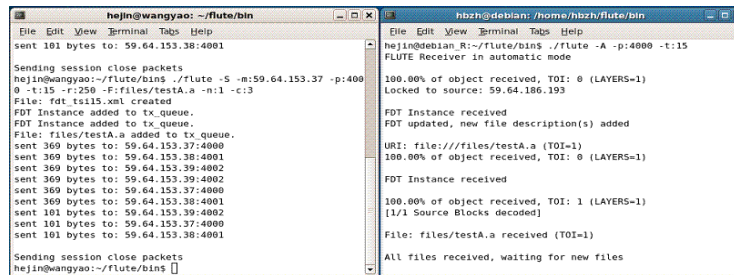 hejin@wangyao: ~/flute/bin
File Edit View Terminal Tabs Help
sent 101 bytes to: 59.64.153.38:4001
Sending session close packets
hejin@wangyao:~/flute/bin$ ./flute -S -m:59.64.153.37 -p:400
0 -t:15 -r:250 -F:files/testA.a -n:1 -c:3
File: fdt_tsi15.xml created
FDT Instance added to tx_queue.
FDT Instance added to tx_queue.
File: files/testA.a added to tx_queue.
sent 369 bytes to: 59.64.153.37:4000
sent 369 bytes to: 59.64.153.38:4001
sent 369 bytes to: 59.64.153.39:4002
sent 369 bytes to: 59.64.153.39:4002
sent 369 bytes to: 59.64.153.37:4000
sent 369 bytes to: 59.64.153.38:4001
sent 101 bytes to: 59.64.153.39:4002
sent 101 bytes to: 59.64.153.37:4000
sent 101 bytes to: 59.64.153.38:4001
Sending session close packets
hejin@wangyao:~/flute/bin$
hbzh@debian: /home/hbzh/flute/bin
File Edit View Terminal Tabs Help
hejin@debian_R:~/flute/bin$ ./flute -A -p:4000 -t:15
FLUTE Receiver in automatic mode
100.00% of object received, TOI: 0 (LAYERS=1)
Locked to source: 59.64.186.193
FDT Instance received
FDT updated, new file description(s) added
URI: file:///files/testA.a (TOI=1)
100.00% of object received, TOI: 0 (LAYERS=1)
FDT Instance received
100.00% of object received, TOI: 1 (LAYERS=1)
[1/1 Source Blocks decoded]
File: files/testA.a received (TOI=1)
All files received, waiting for new files